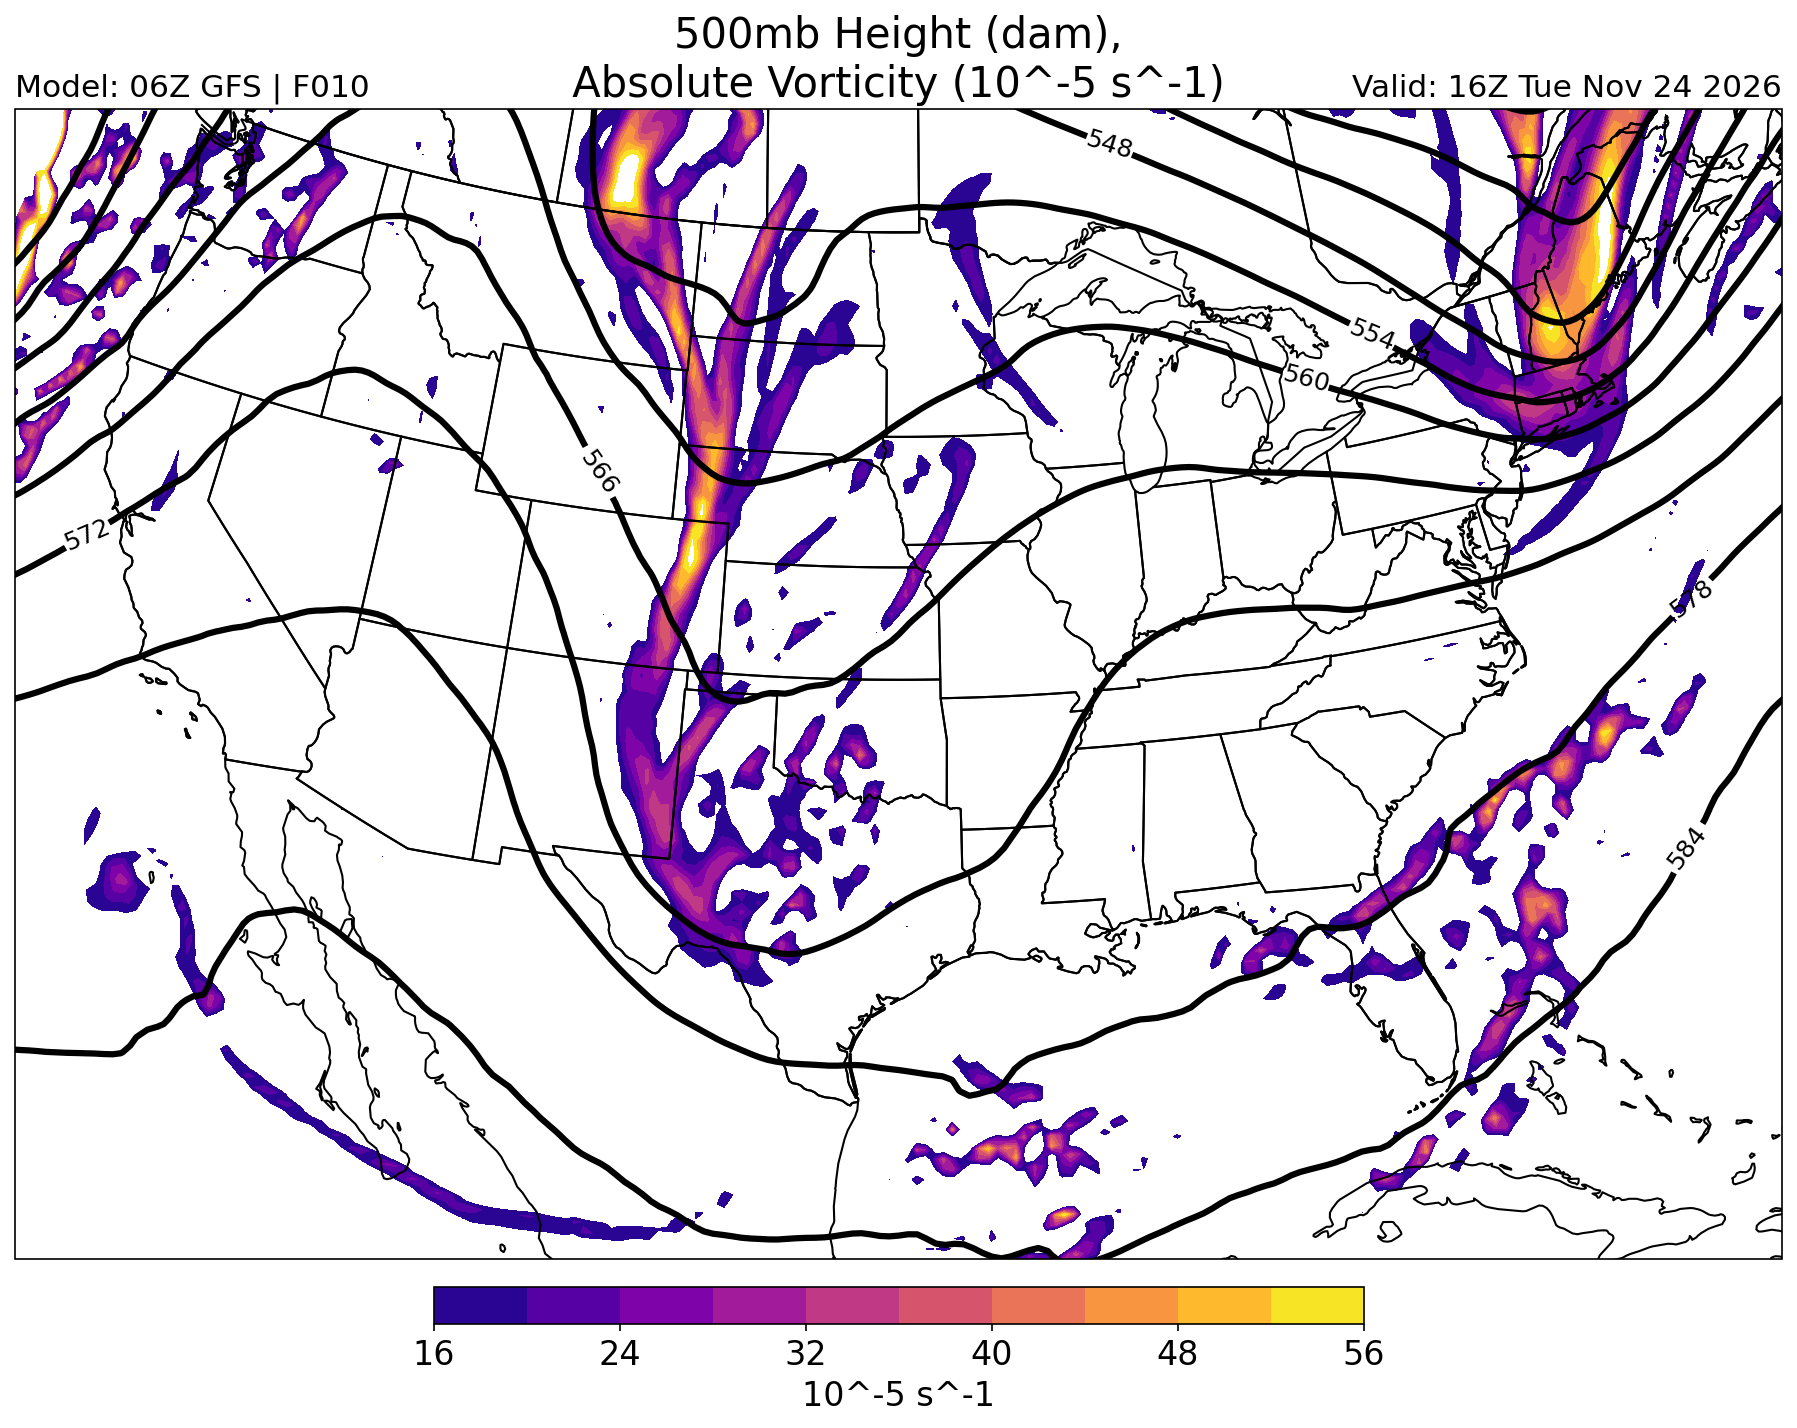 500mb Height (dam),
Absolute Vorticity (10^-5 s^-1)
Model: 06Z GFS | F010
Valid: 16Z Tue Nov 24 2026
548
554
560
566
572
578
584
16 24 32 40 48 56
10^-5 s^-1